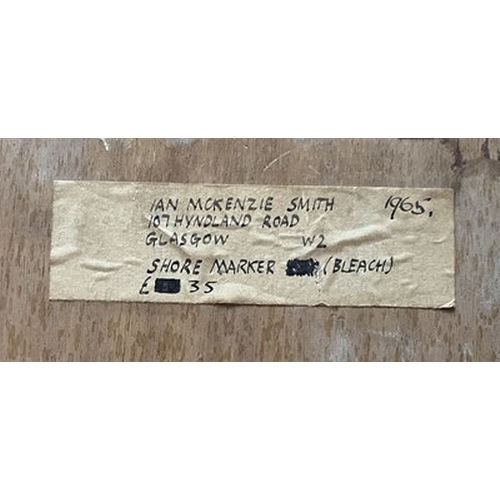 IAN MCKENZIE SMITH 1965.
107 HYNDLAND ROAD
GLASGOW W2
SHORE MARKER (BLEACH)
£ 35